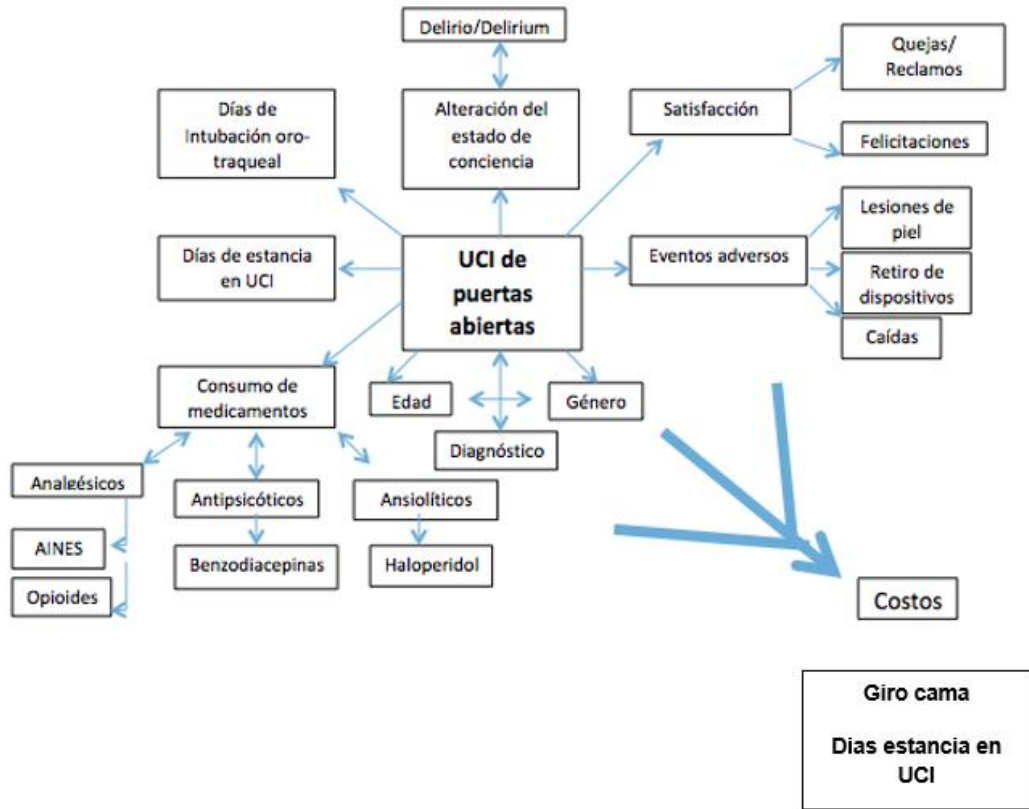 Delirio/Delirium
Quejas/
Reclamos
Días de
Intubación oro-
traqueal
Alteración del
estado de
conciencia
Satisfacción
Felicitaciones
Días de estancia
en UCI
UCI de
puertas
abiertas
Eventos adversos
Lesiones de
piel
Retiro de
dispositivos
Caídas
Consumo de
medicamentos
Edad
Género
Diagnóstico
Analgésicos
Antipsicóticos
Ansiolíticos
AINES
Benzodiacepinas
Haloperidol
Opioides
Costos
Giro cama
Dias estancia en
UCI